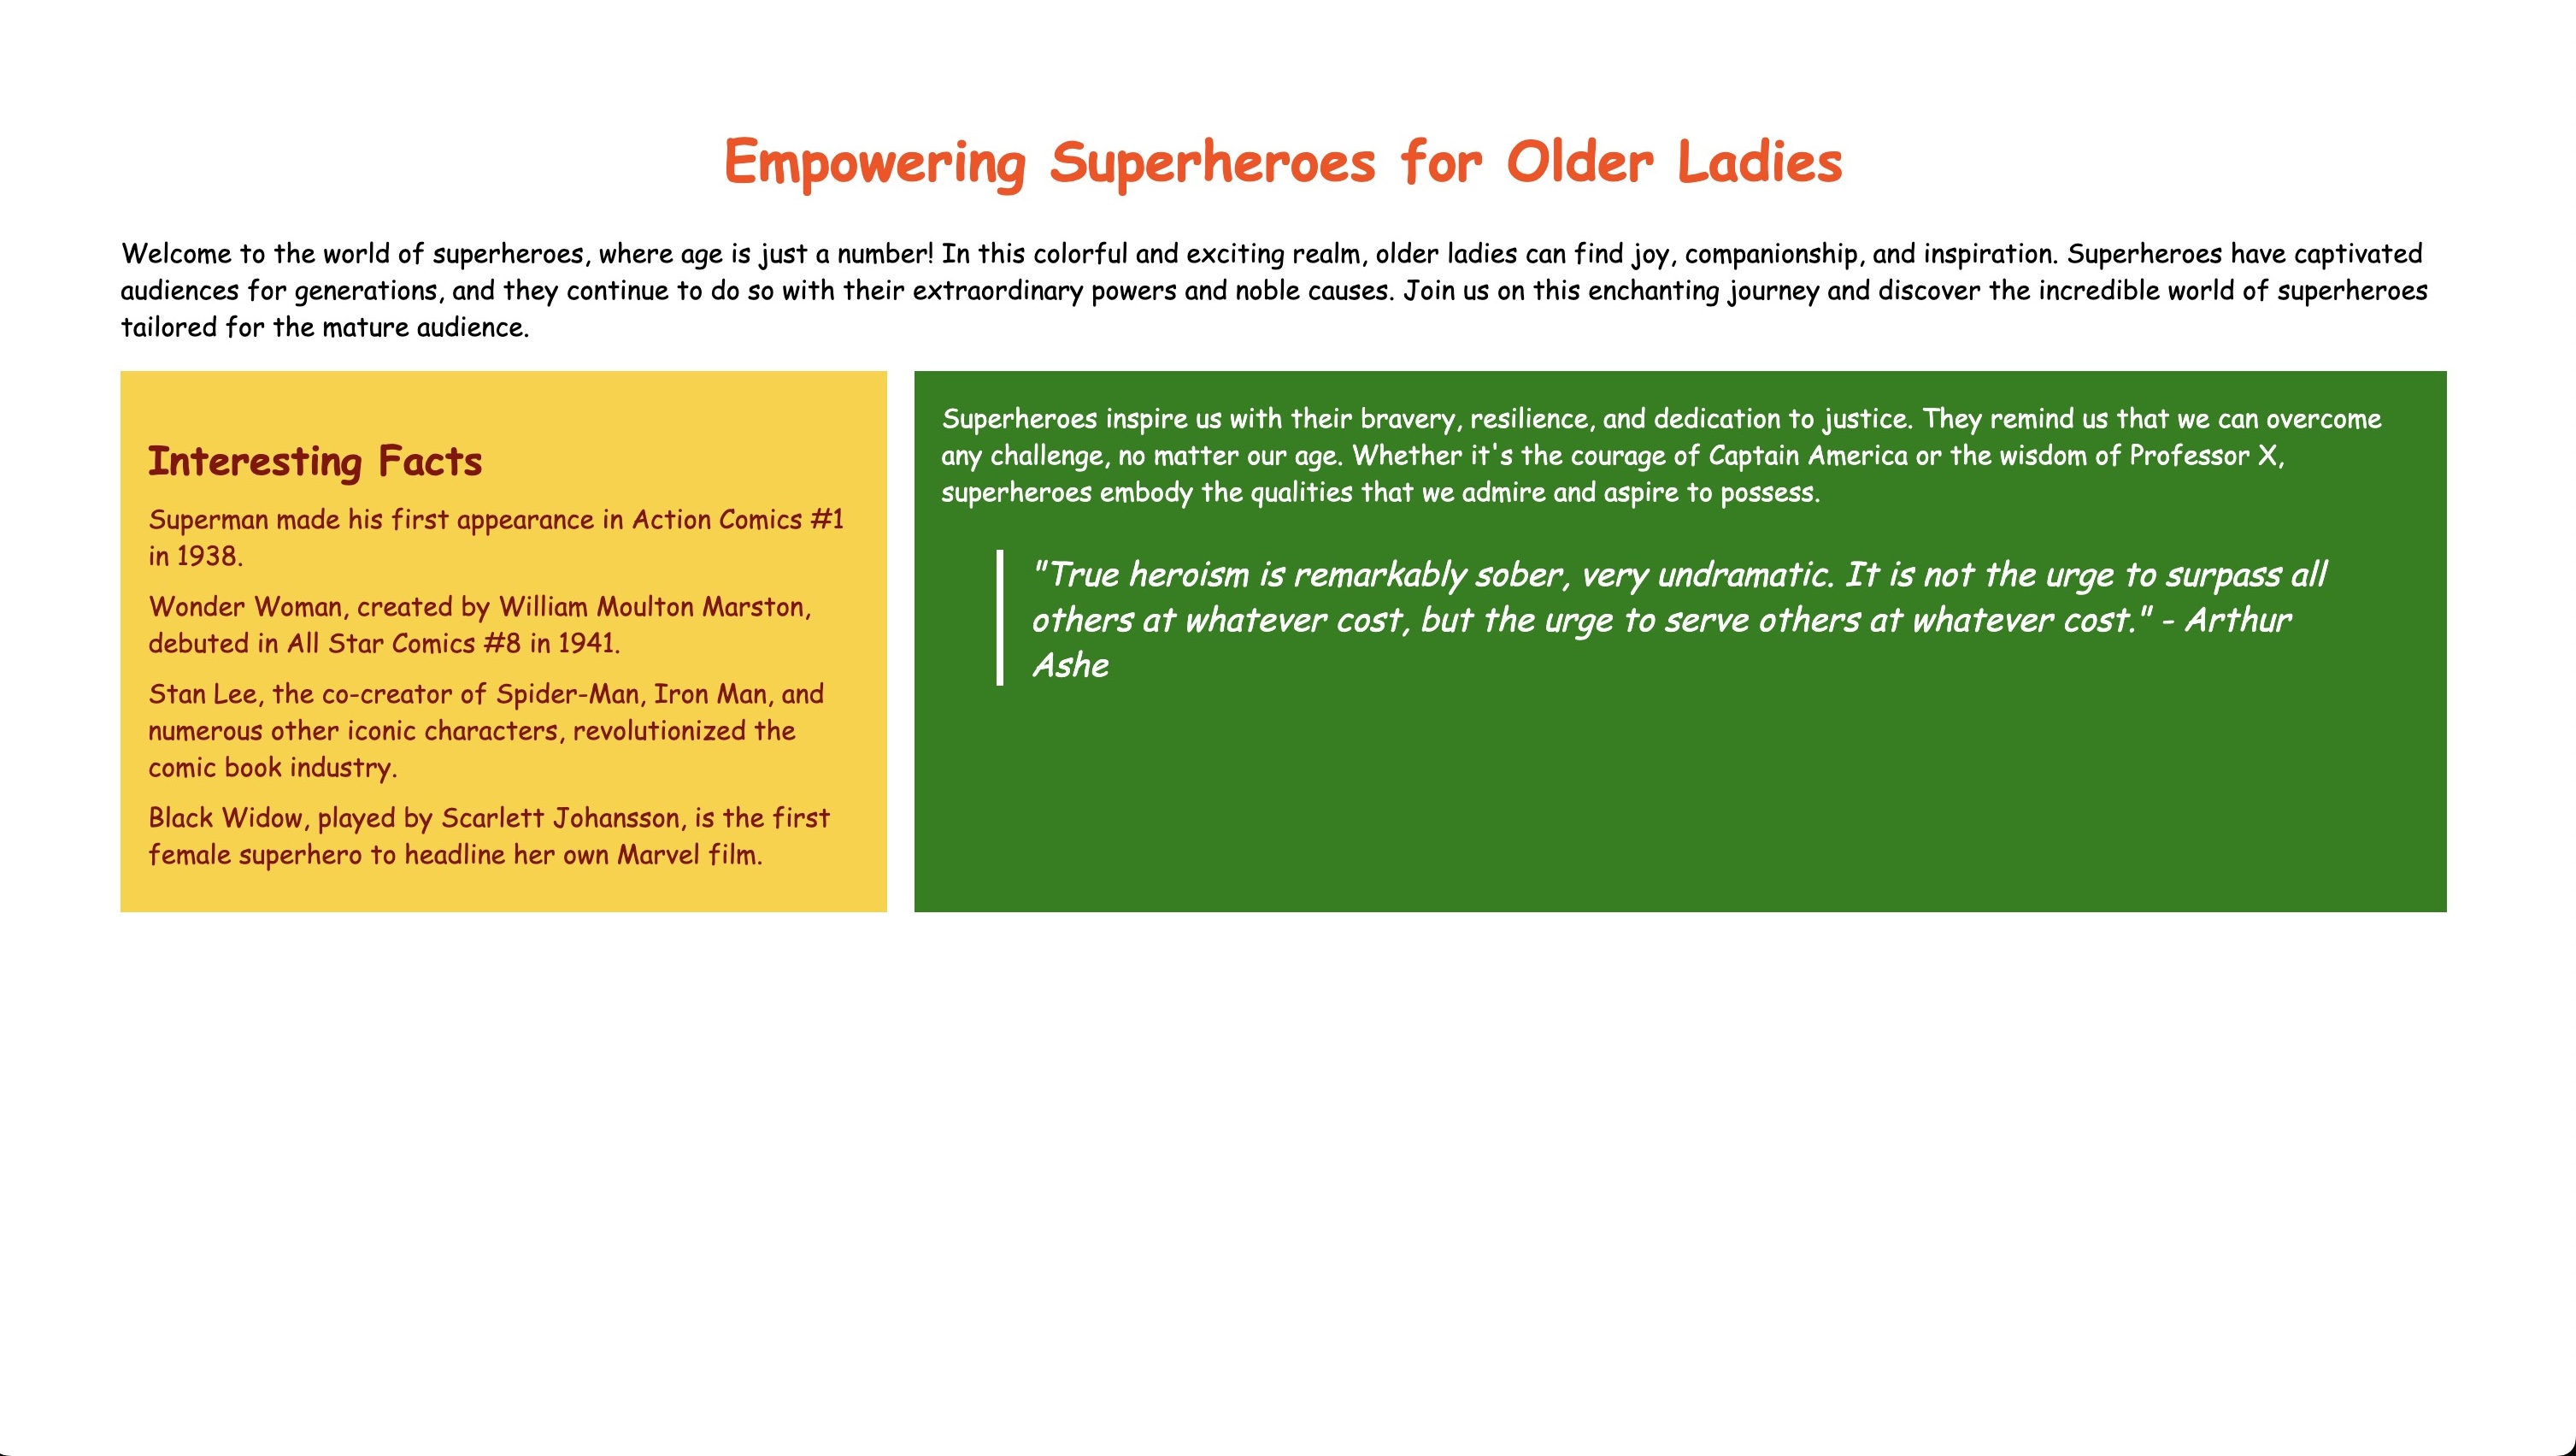 Empowering Superheroes for Older Ladies
Welcome to the world of superheroes, where age is just a number! In this colorful and exciting realm, older ladies can find joy, companionship, and inspiration. Superheroes have captivated
audiences for generations, and they continue to do so with their extraordinary powers and noble causes. Join us on this enchanting journey and discover the incredible world of superheroes
tailored for the mature audience.
Interesting Facts
Superman made his first appearance in Action Comics #1
in 1938.
Wonder Woman, created by William Moulton Marston,
debuted in All Star Comics #8 in 1941.
Stan Lee, the co-creator of Spider-Man, Iron Man, and
numerous other iconic characters, revolutionized the
comic book industry.
Black Widow, played by Scarlett Johansson, is the first
female superhero to headline her own Marvel film.
Superheroes inspire us with their bravery, resilience, and dedication to justice. They remind us that we can overcome
any challenge, no matter our age. Whether it's the courage of Captain America or the wisdom of Professor X,
superheroes embody the qualities that we admire and aspire to possess.
"True heroism is remarkably sober, very undramatic. It is not the urge to surpass all
others at whatever cost, but the urge to serve others at whatever cost." - Arthur
Ashe